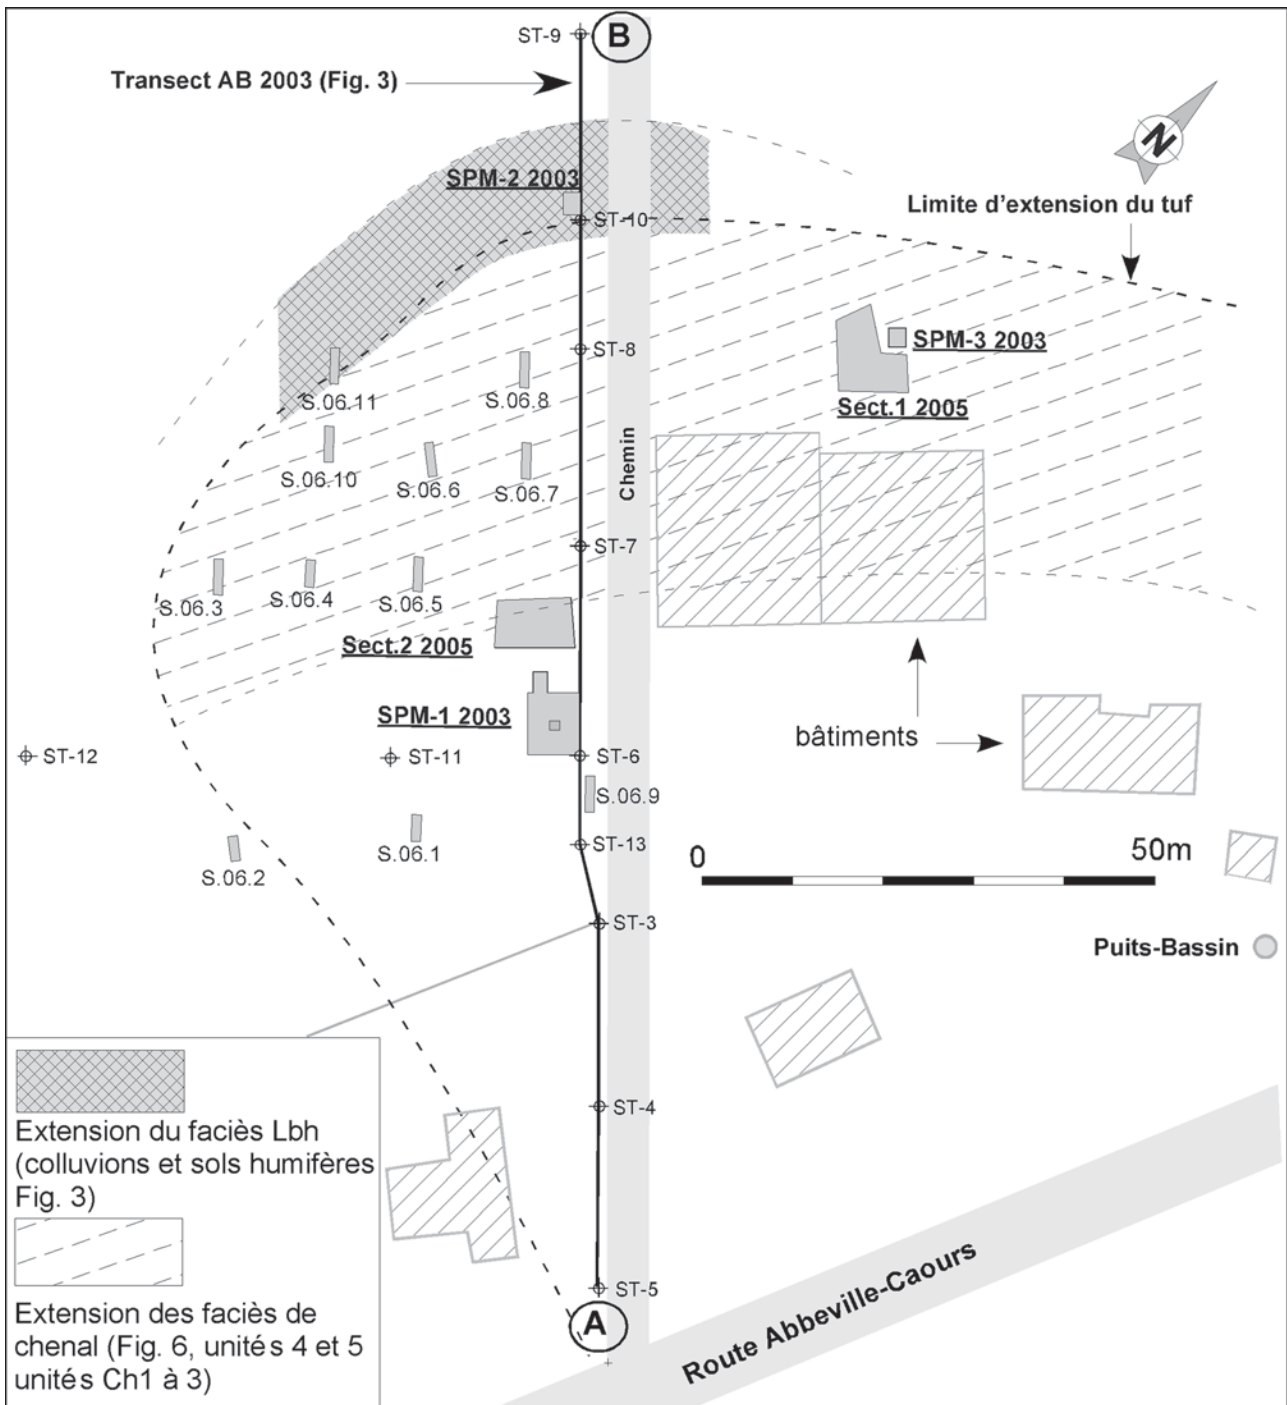 ST-9
B
Transect AB 2003 (Fig. 3)
N
SPM-2 2003
Limite d'extension du tuf
ST-10
ST-8
SPM-3 2003
S.06.11
S.06.8
Sect.1 2005
Chemin
S.06.10
S.06.6
S.06.7
ST-7
S.06.3
S.06.4
S.06.5
Sect.2 2005
SPM-1 2003
bâtiments
ST-12
ST-11
ST-6
S.06.9
S.06.1
ST-13
S.06.2
0
50m
ST-3
Puits-Bassin
ST-4
Extension du faciès Lbh
(colluvions et sols humifères
Fig. 3)
ST-5
A
Route Abbeville-Caours
Extension des faciès de
chenal (Fig. 6, unités 4 et 5
unités Ch1 à 3)